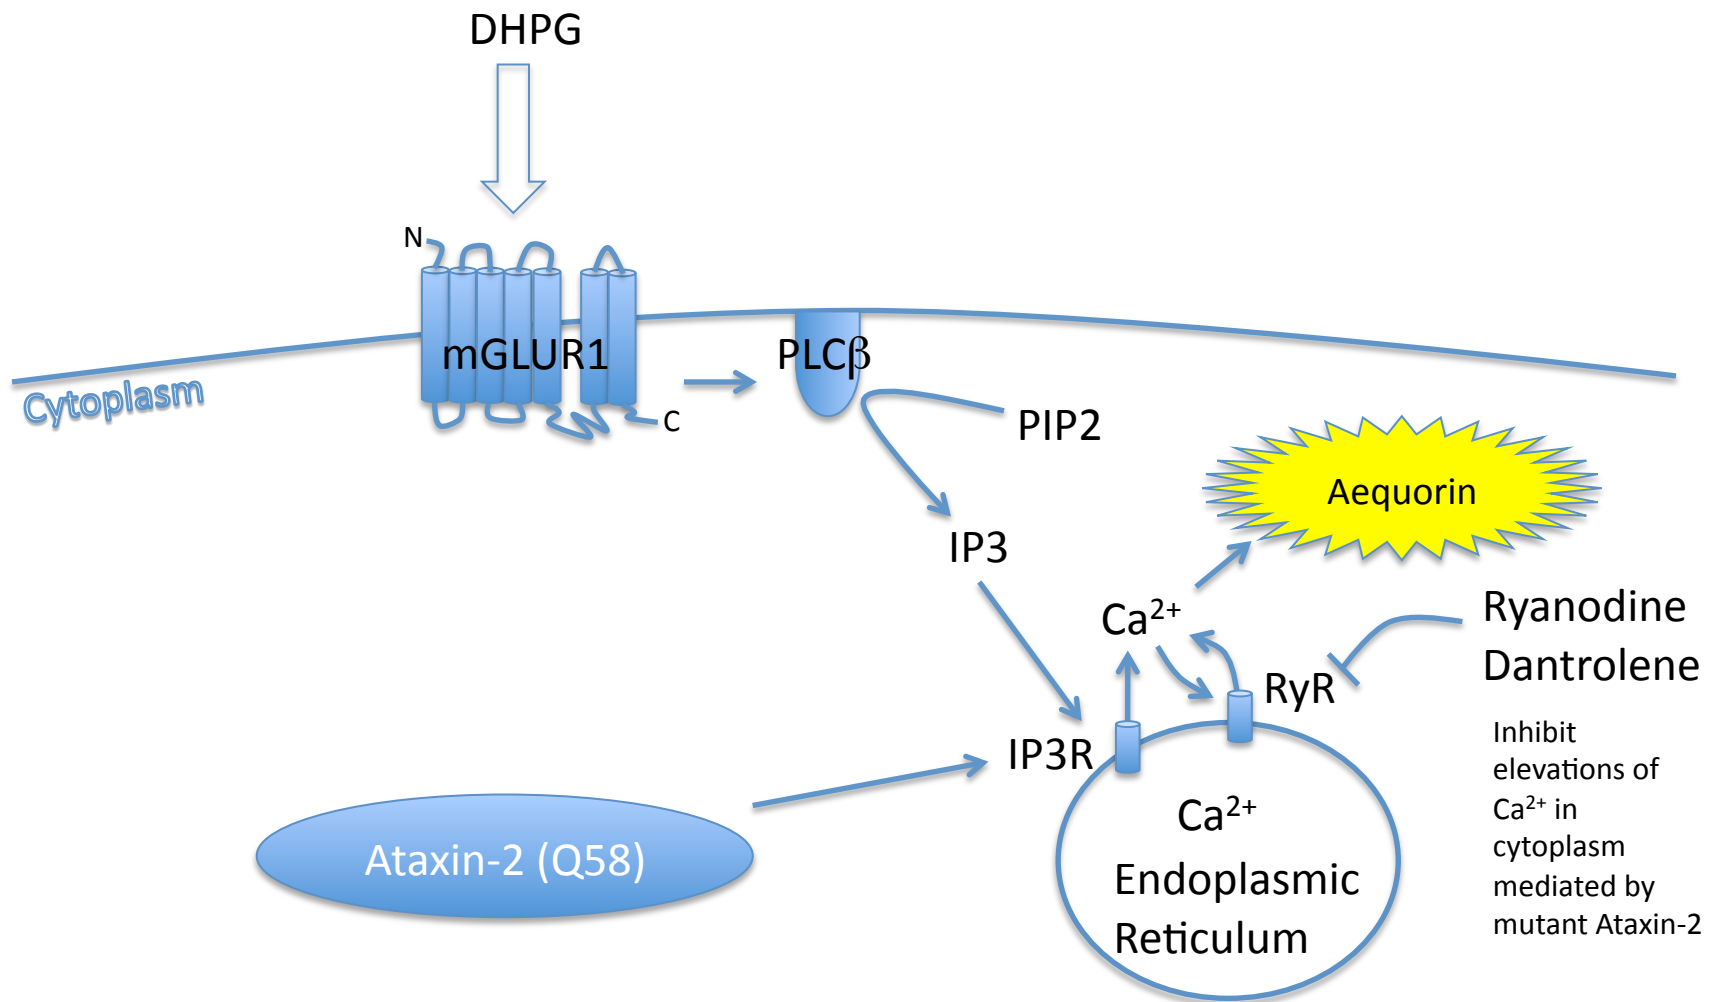 DHPG
N
mGLUR1
PLCβ
Cytoplasm
C
PIP2
Aequorin
IP3
Ca²⁺
Ryanodine
Dantrolene
RyR
IP3R
Inhibit
elevations of
Ca²⁺ in
cytoplasm
mediated by
mutant Ataxin-2
Ca²⁺
Endoplasmic
Reticulum
Ataxin-2 (Q58)